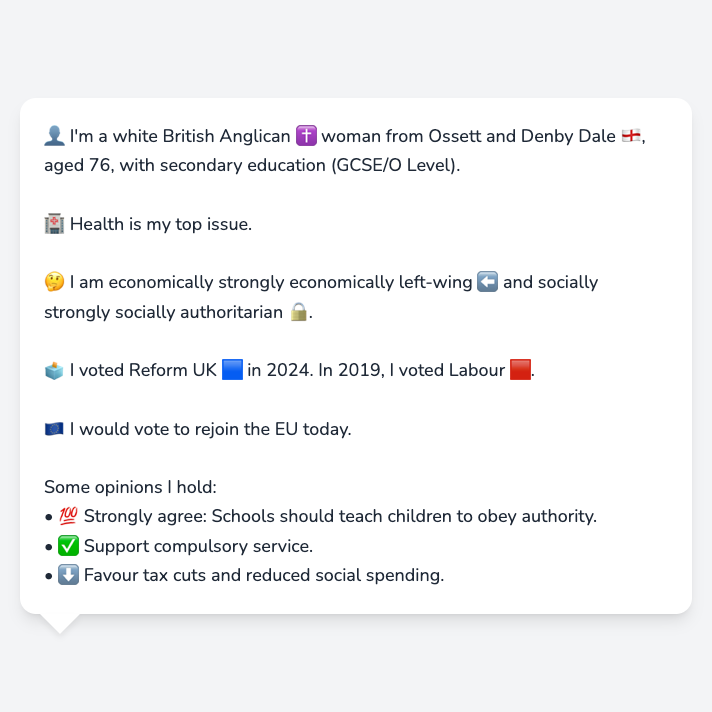 👤 I'm a white British Anglican ✝️ woman from Ossett and Denby Dale 🏴󠁧󠁢󠁥󠁮󠁧󠁿,
aged 76, with secondary education (GCSE/O Level).
🏥 Health is my top issue.
🤔 I am economically strongly economically left-wing ⬅️ and socially
strongly socially authoritarian 🔒.
🗳️ I voted Reform UK 🟦 in 2024. In 2019, I voted Labour 🟥.
🇪🇺 I would vote to rejoin the EU today.
Some opinions I hold:
• 💯 Strongly agree: Schools should teach children to obey authority.
• ✅ Support compulsory service.
• ⬇️ Favour tax cuts and reduced social spending.